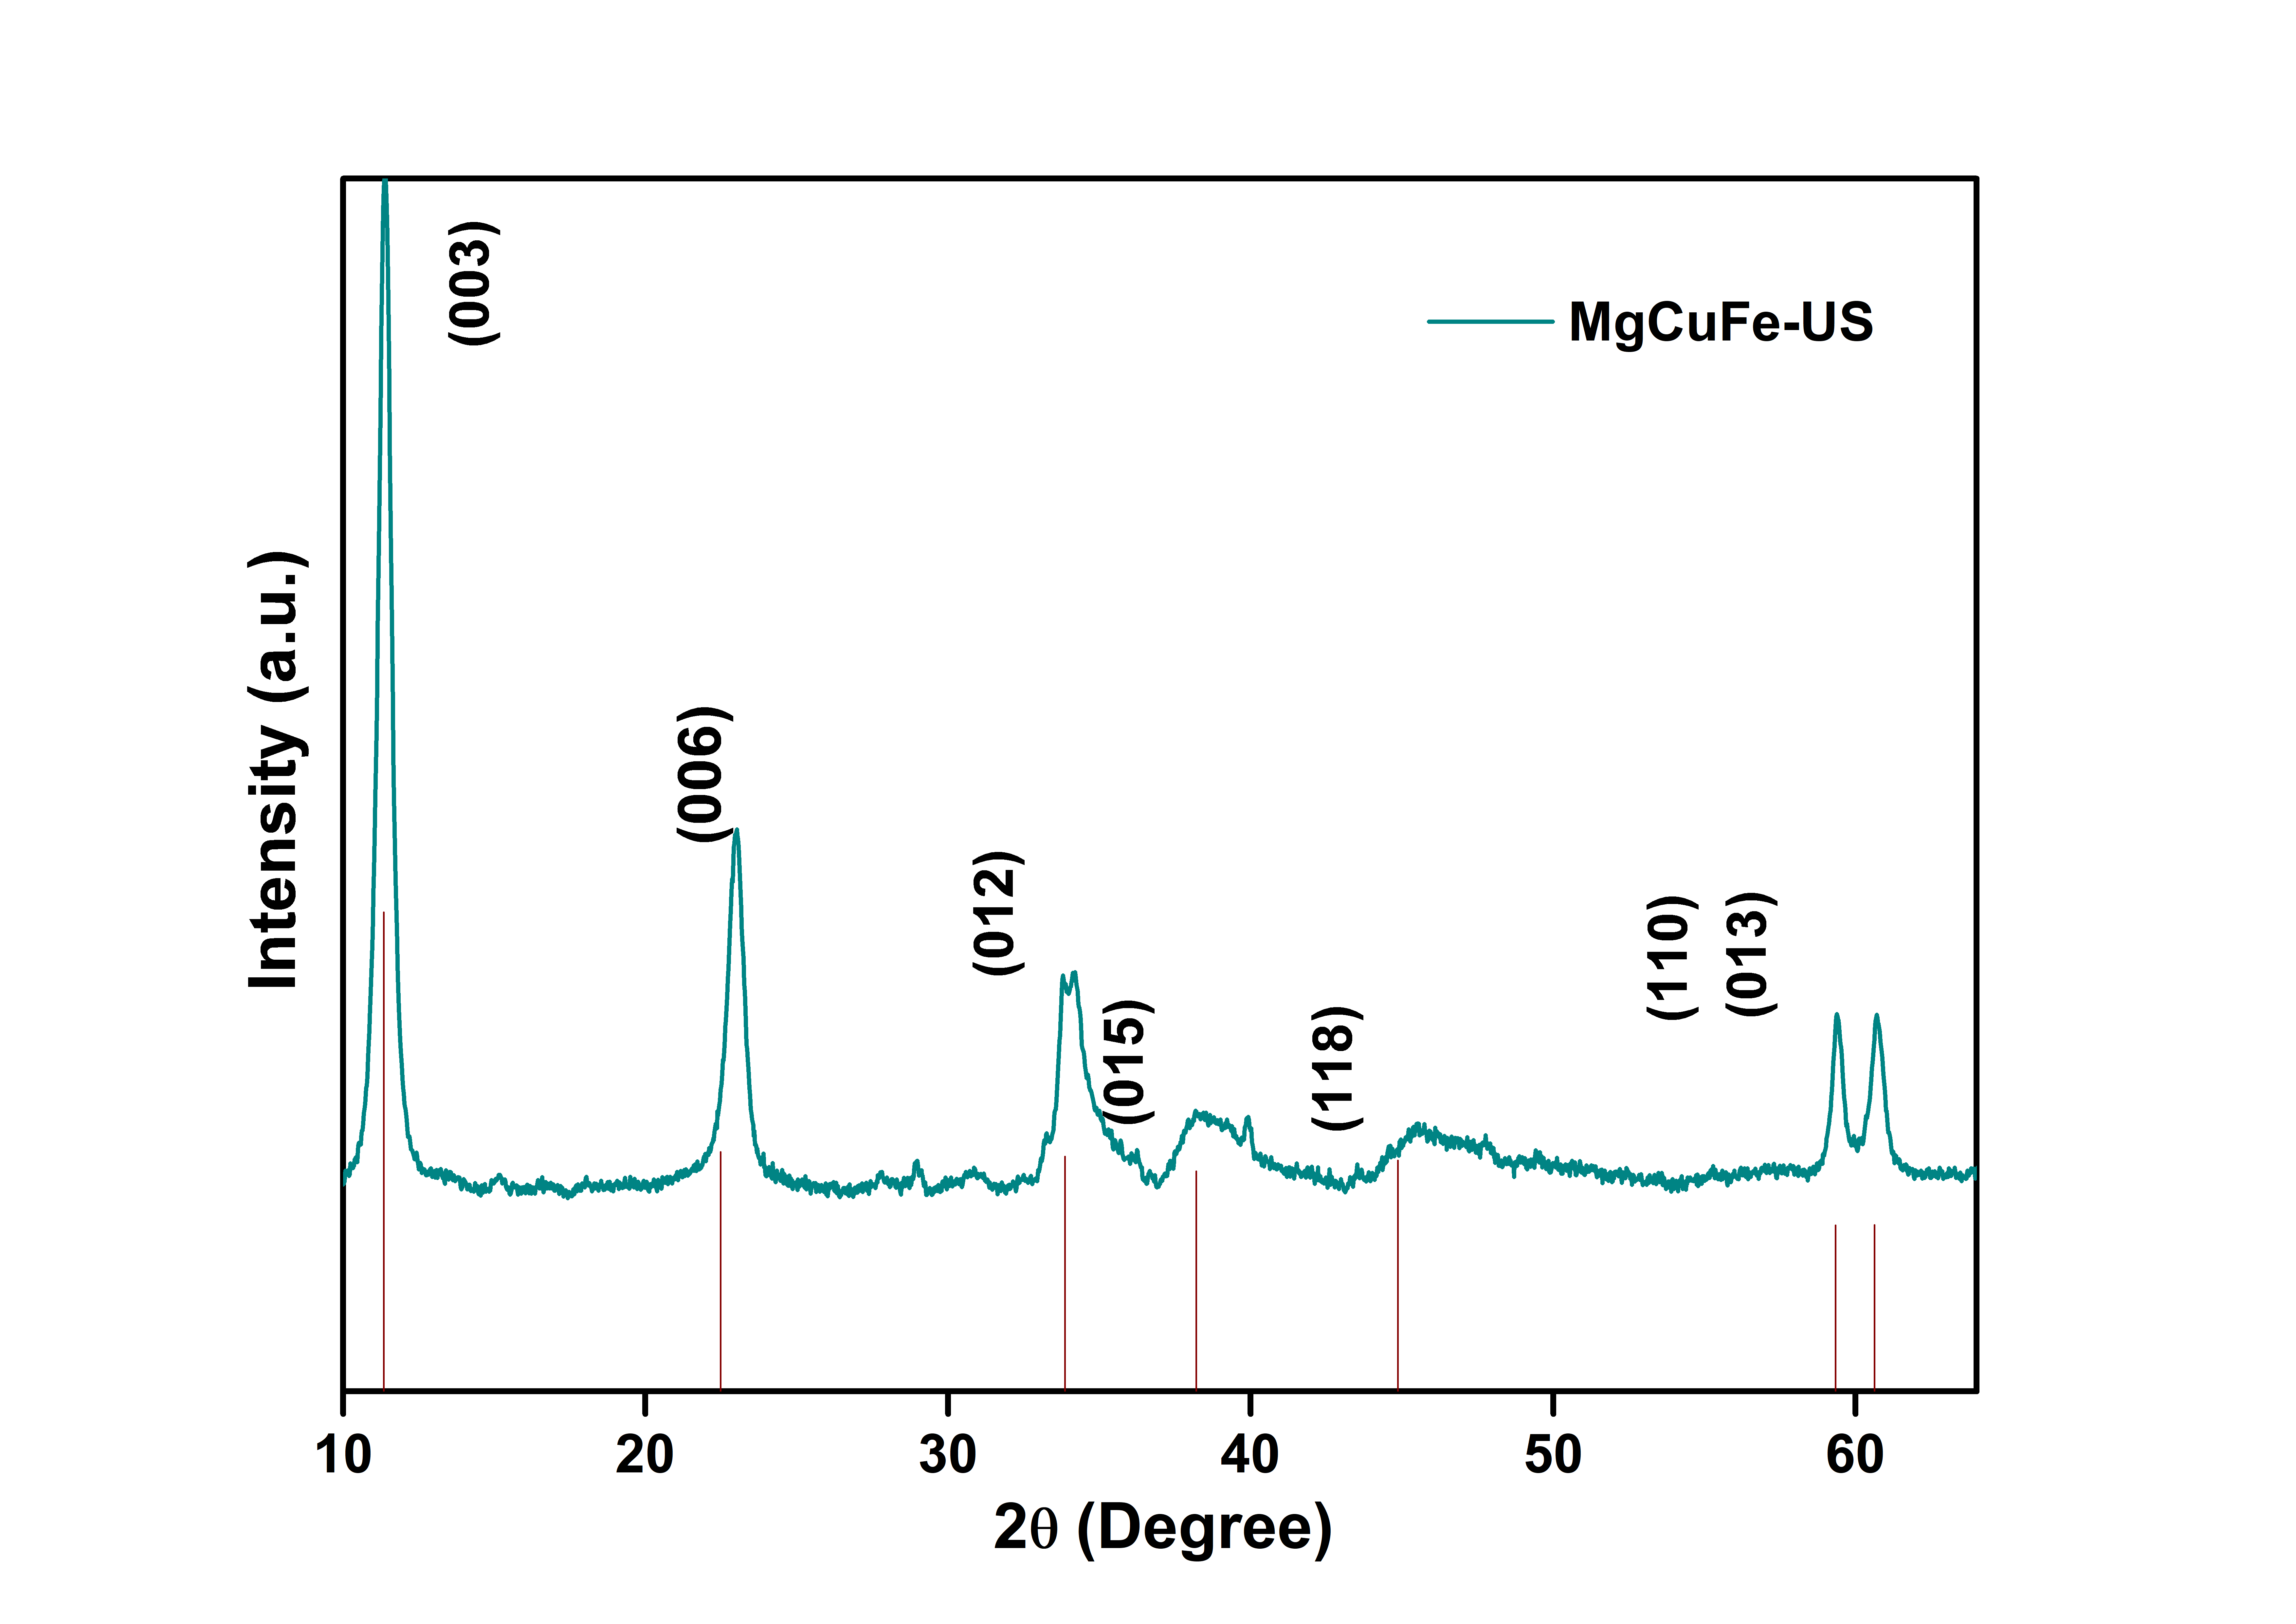 (003)
MgCuFe-US
(006)
(012)
(015)
(118)
(110)
(013)
Intensity (a.u.)
10 20 30 40 50 60
2θ (Degree)